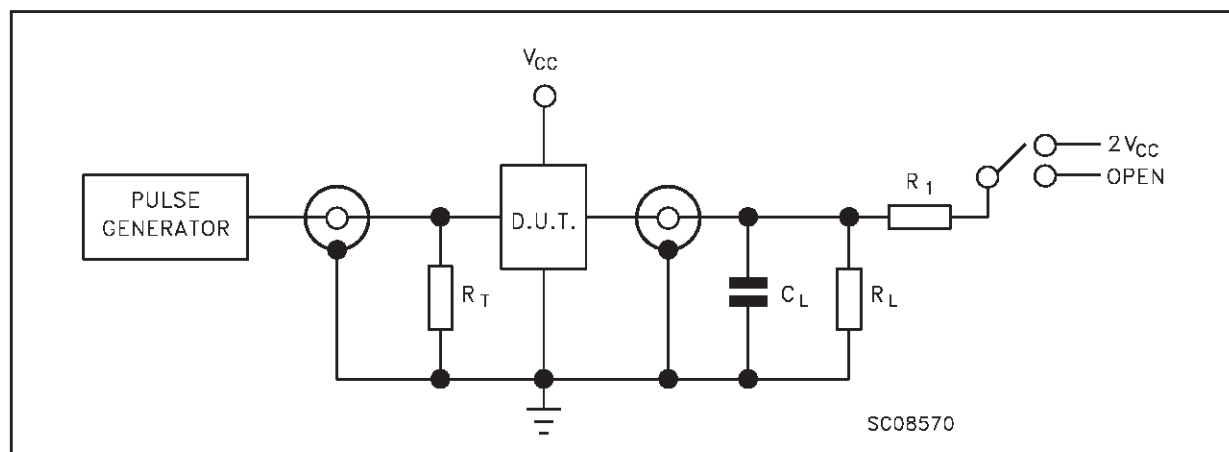 VCC
2VCC
OPEN
R1
PULSE
GENERATOR
D.U.T.
RT
CL
RL
SC08570